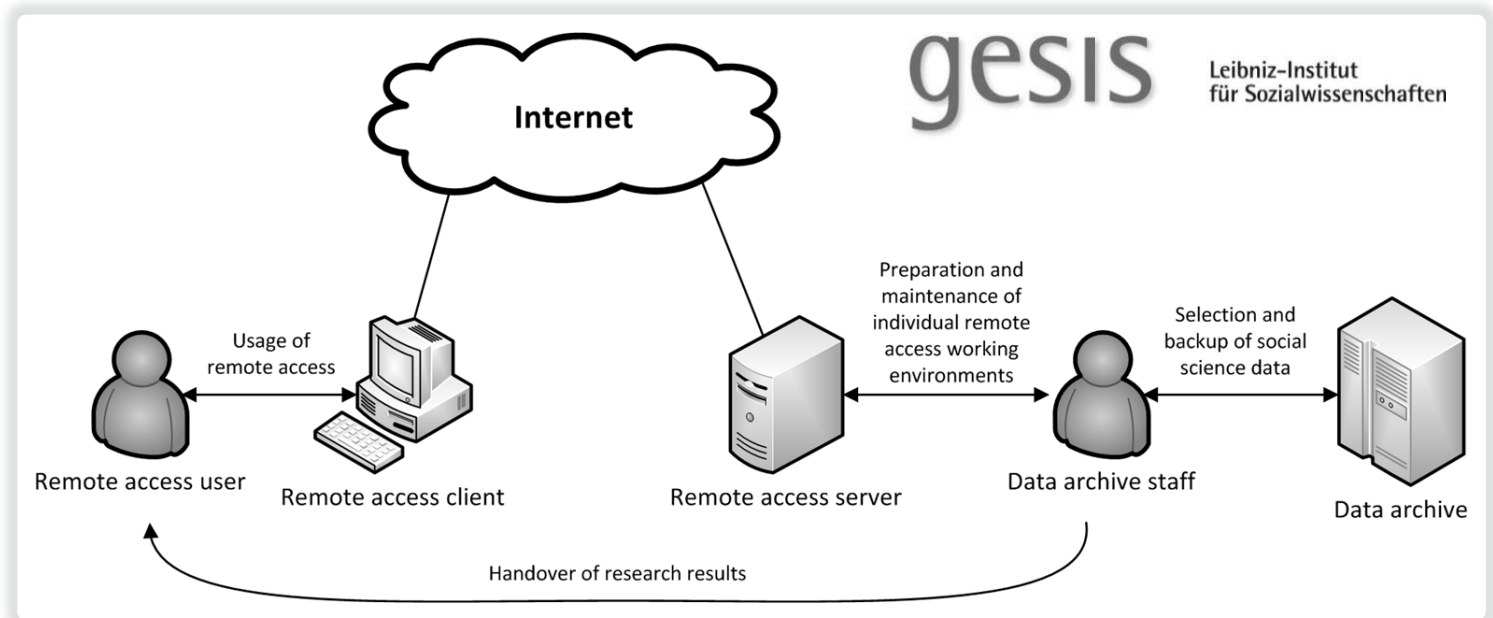 gesis
Leibniz-Institut
für Sozialwissenschaften
Internet
Usage of
remote access
Preparation and
maintenance of
individual remote
access working
environments
Selection and
backup of social
science data
Remote access user
Remote access client
Remote access server
Data archive staff
Data archive
Handover of research results